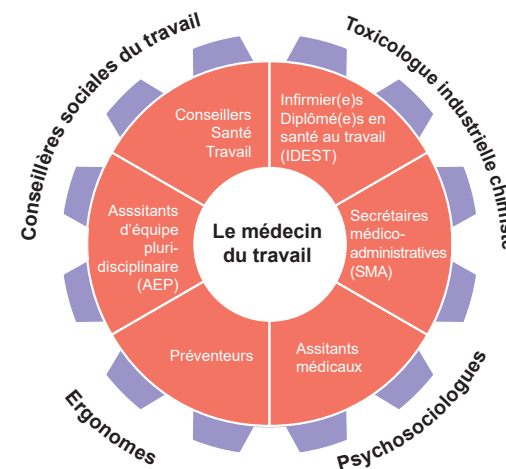 Conseillères sociales du travail
Toxicologue industrielle chimiste
Conseillers
Santé
Travail
Infirmier(e)s
Diplômé(e)s en
santé au travail
(IDEST)
Asssitants
d'équipe
pluri-
disciplinaire
(AEP)
Le médecin
du travail
Secrétaires
médico-
administratives
(SMA)
Préventeurs
Assitants
médicaux
Ergonomes
Psychosociologues